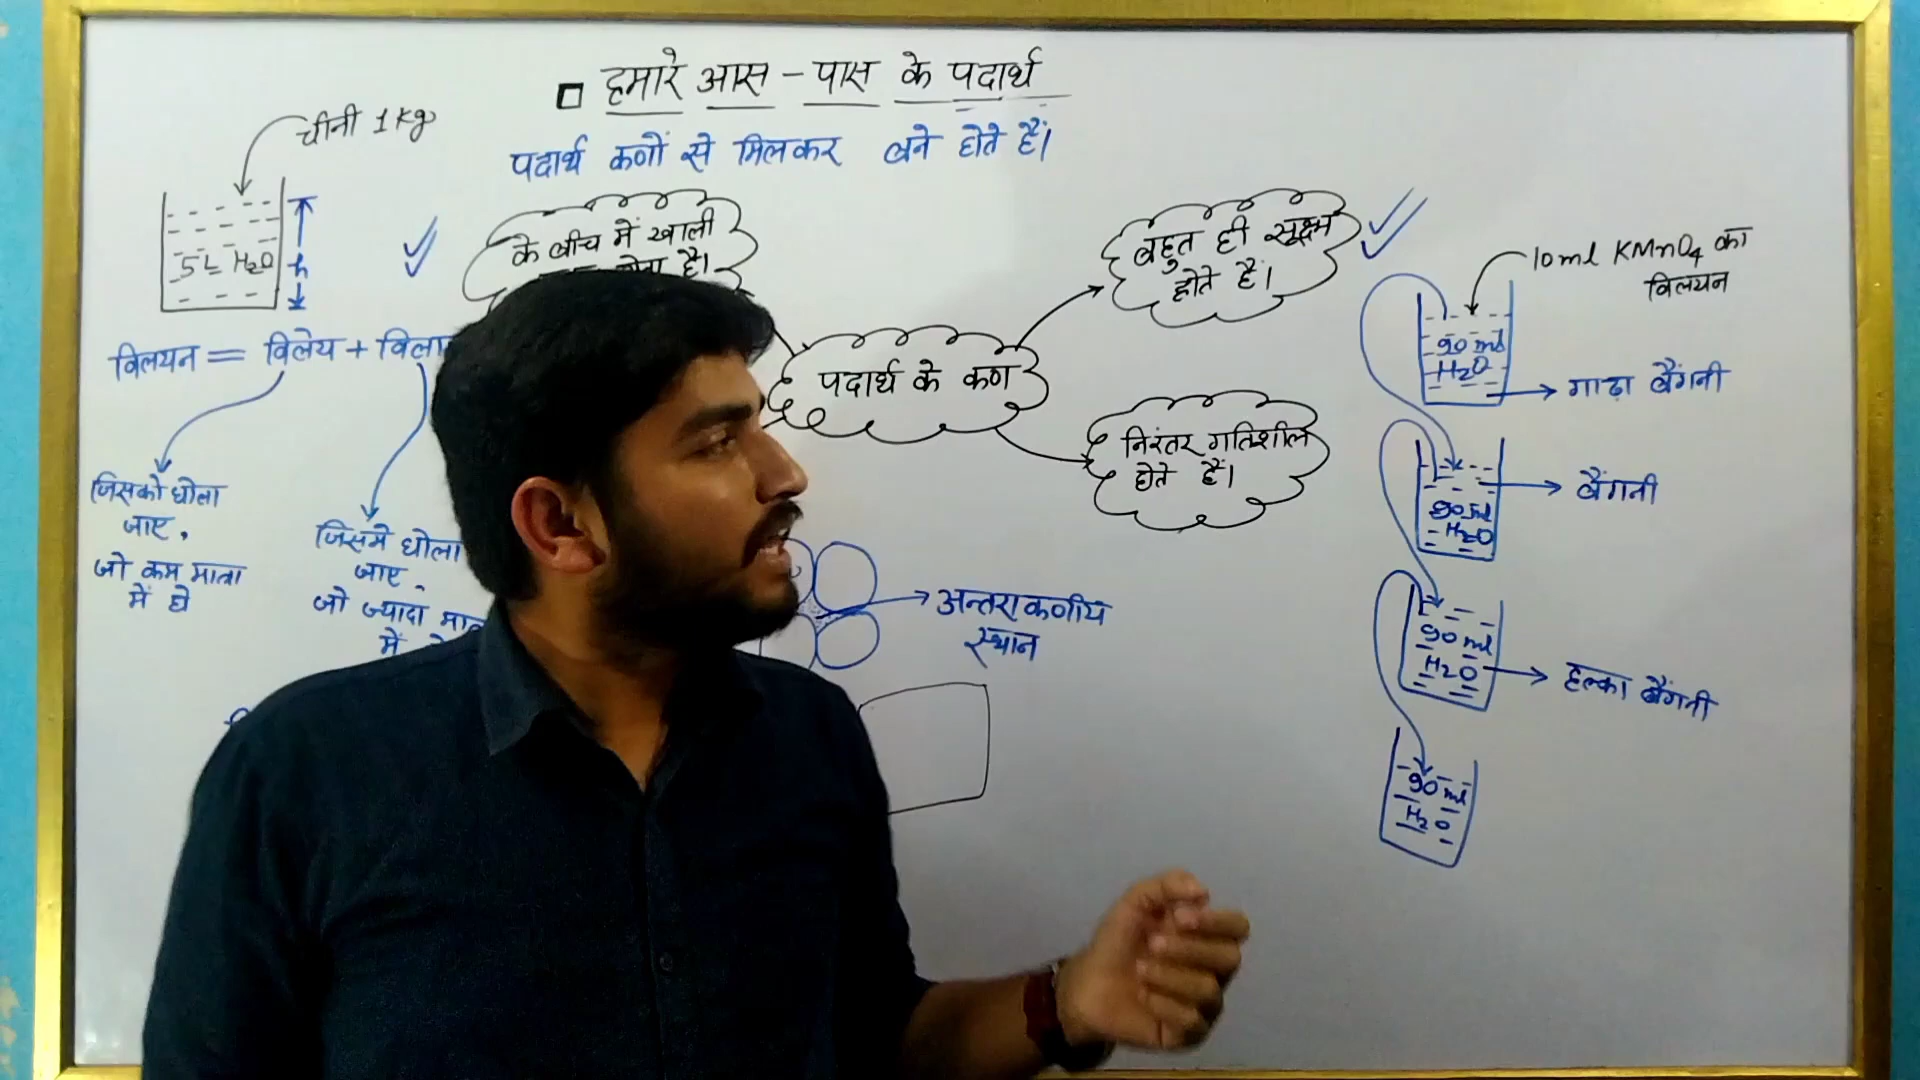 हमारे आस-पास के पदार्थ
पदार्थ कणों से मिलकर बने होते हैं।
चीनी 1 Kg
5L H₂O
h
विलयन = विलेय +
जिसको घोला
जाए,
जो कम मात्रा
में हो
जिसमें घोला
जाए,
जो ज्यादा
में
के बीच में खाली
होता है।
पदार्थ के कण
बहुत ही सूक्ष्म
होते हैं।
निरंतर गतिशील
होते हैं।
अन्तराकणीय
स्थान
10ml KMnO₄ का
विलयन
90 ml
H₂O
गाढ़ा बैंगनी
90 ml
H₂O
बैंगनी
90 ml
H₂O
हल्का बैंगनी
90 ml
H₂O